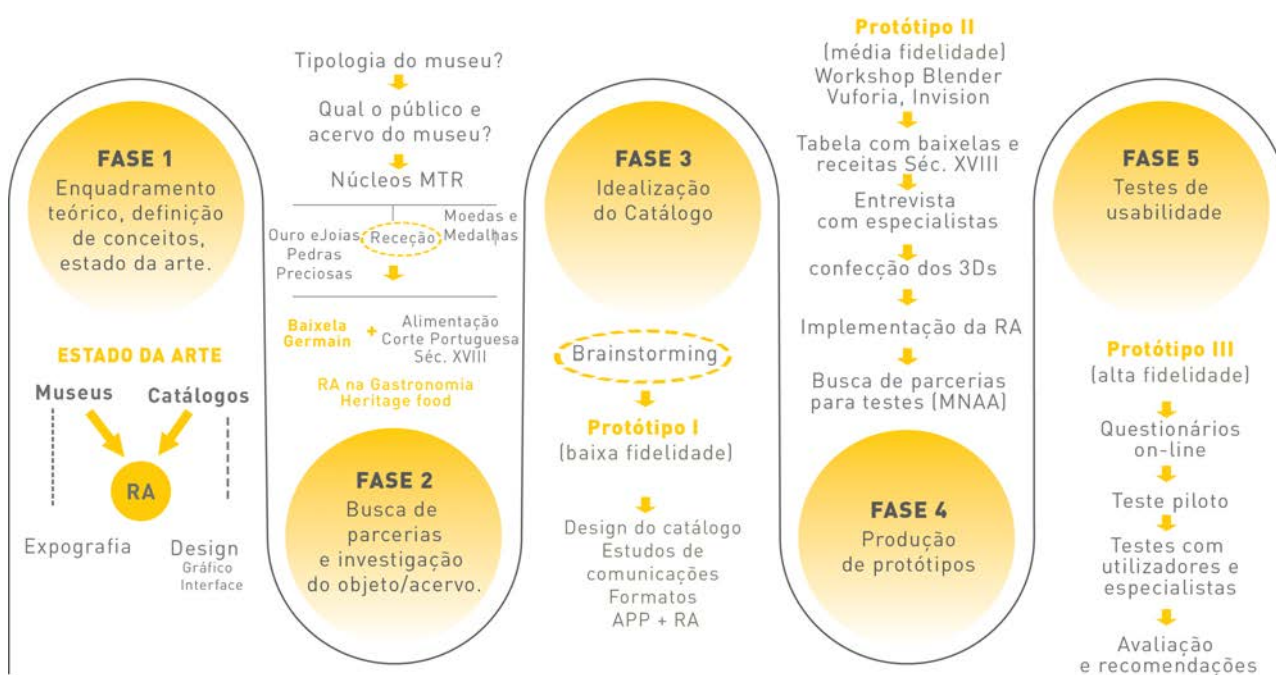 FASE 1
Enquadramento
teórico, definição
de conceitos,
estado da arte.
ESTADO DA ARTE
Museus
Catálogos
RA
Expografia
Design
Gráfico
Interface
Tipologia do museu?
Qual o público e
acervo do museu?
Núcleos MTR
Ouro eJoias
Pedras
Preciosas
Receção
Moedas e
Medalhas
Baixela
Germain
+
Alimentação
Corte Portuguesa
Séc. XVIII
RA na Gastronomia
Heritage food
FASE 2
Busca de
parcerias
e investigação
do objeto/acervo.
FASE 3
Idealização
do Catálogo
Brainstorming
Protótipo I
(baixa fidelidade)
Design do catálogo
Estudos de
comunicações
Formatos
APP + RA
Protótipo II
(média fidelidade)
Workshop Blender
Vuforia, Invision
Tabela com baixelas e
receitas Séc. XVIII
Entrevista
com especialistas
confecção dos 3Ds
Implementação da RA
Busca de parcerias
para testes (MNAA)
FASE 4
Produção
de protótipos
FASE 5
Testes de
usabilidade
Protótipo III
(alta fidelidade)
Questionários
on-line
Teste piloto
Testes com
utilizadores e
especialistas
Avaliação
e recomendações